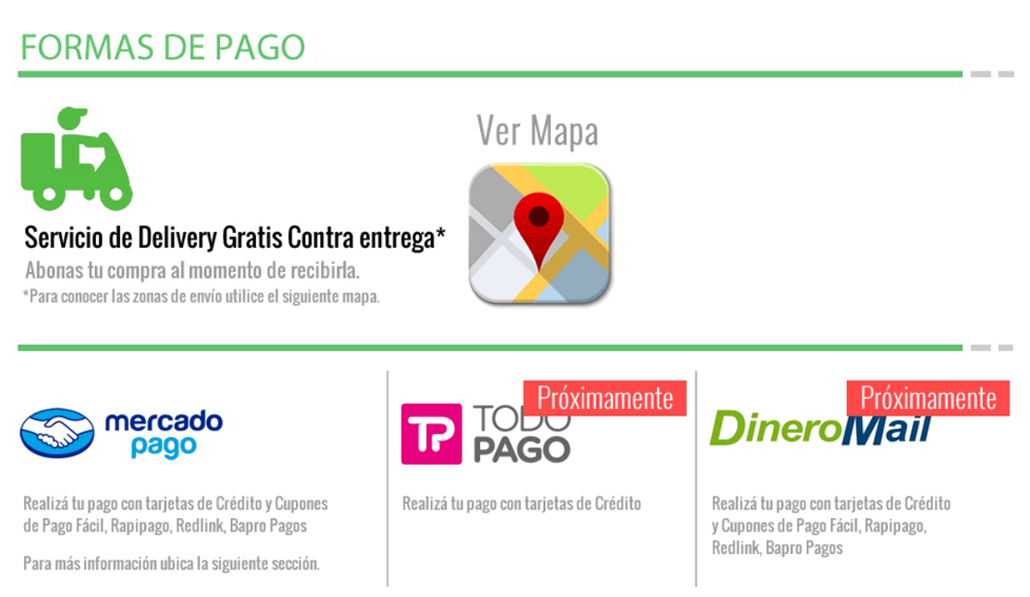 FORMAS DE PAGO
Ver Mapa
Servicio de Delivery Gratis Contra entrega*
Abonas tu compra al momento de recibirla.
*Para conocer las zonas de envío utilice el siguiente mapa.
mercado
pago
Realizá tu pago con tarjetas de Crédito y Cupones
de Pago Fácil, Rapipago, Redlink, Bapro Pagos
Para más información ubica la siguiente sección.
Próximamente
TP
TODO
PAGO
Realizá tu pago con tarjetas de Crédito
Próximamente
DineroMail
Realizá tu pago con tarjetas de Crédito
y Cupones de Pago Fácil, Rapipago,
Redlink, Bapro Pagos